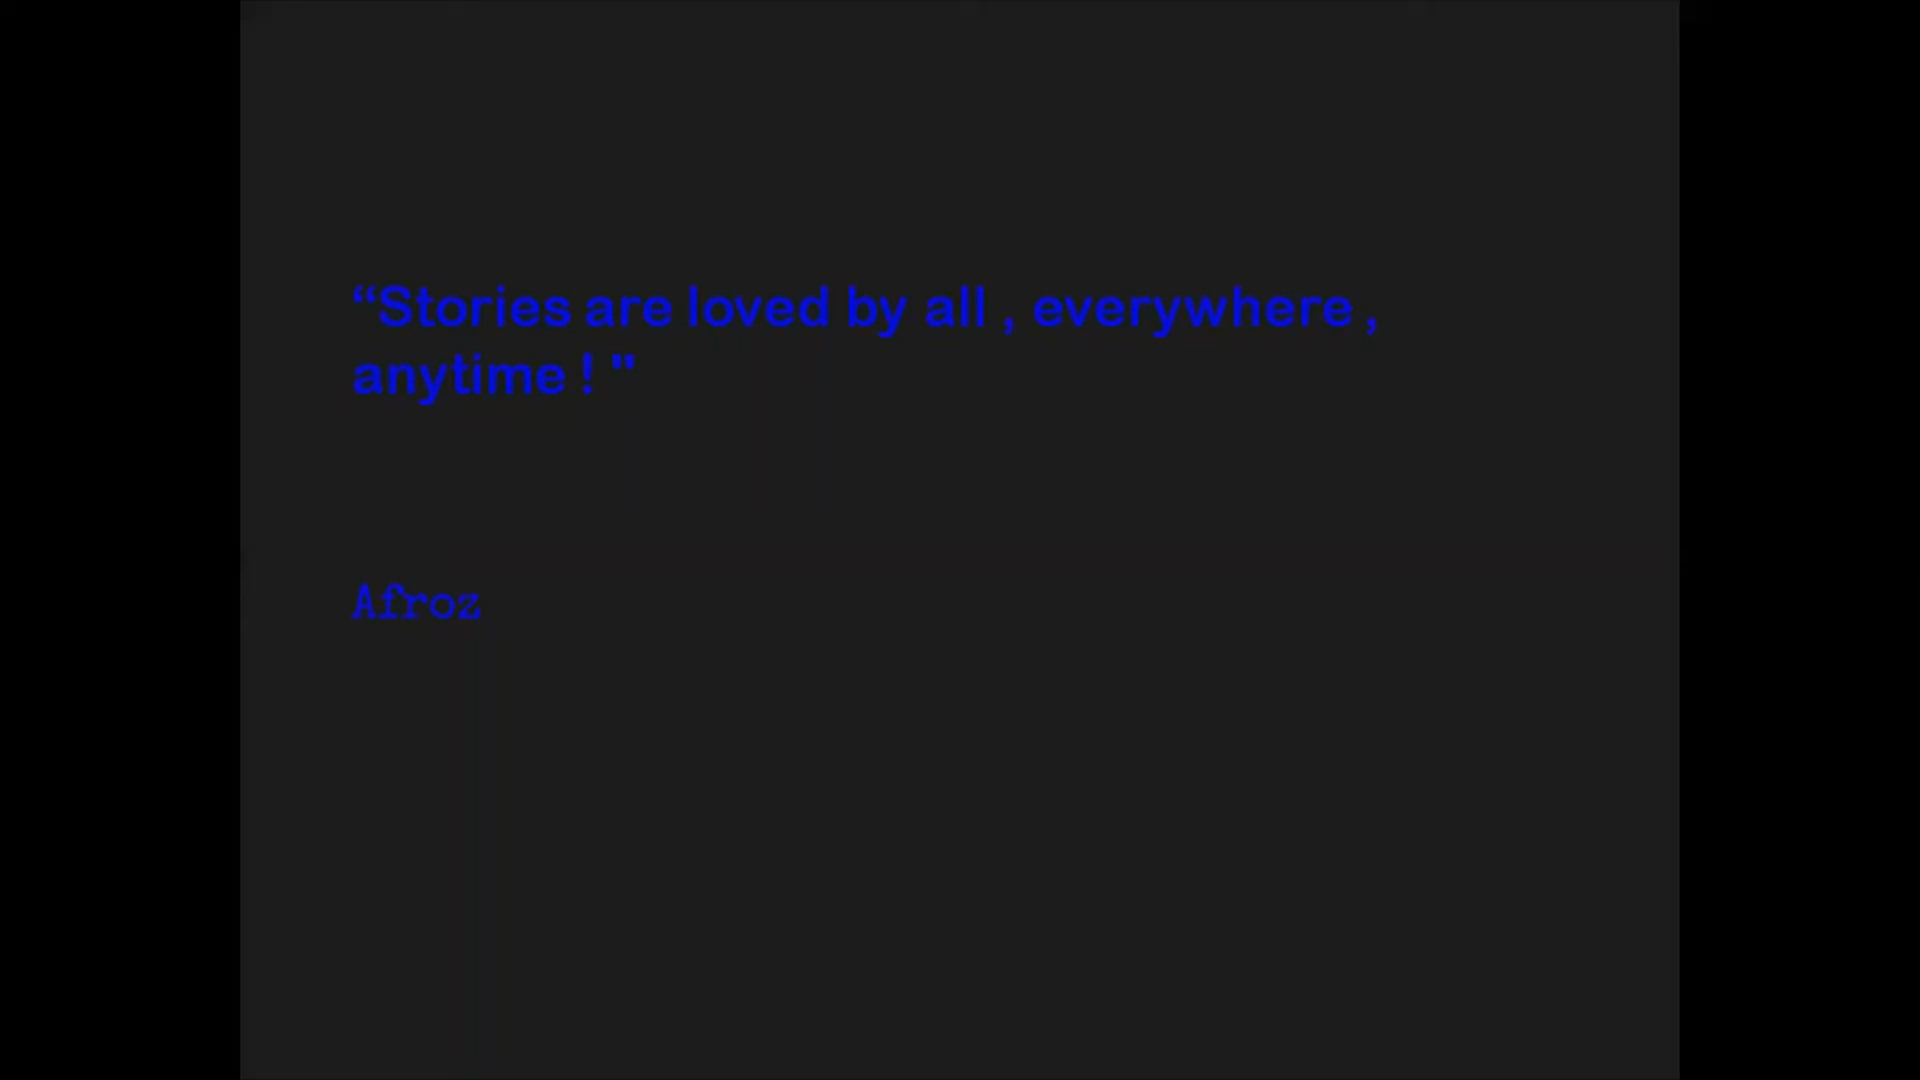 “Stories are loved by all , everywhere ,
anytime ! "
Afroz